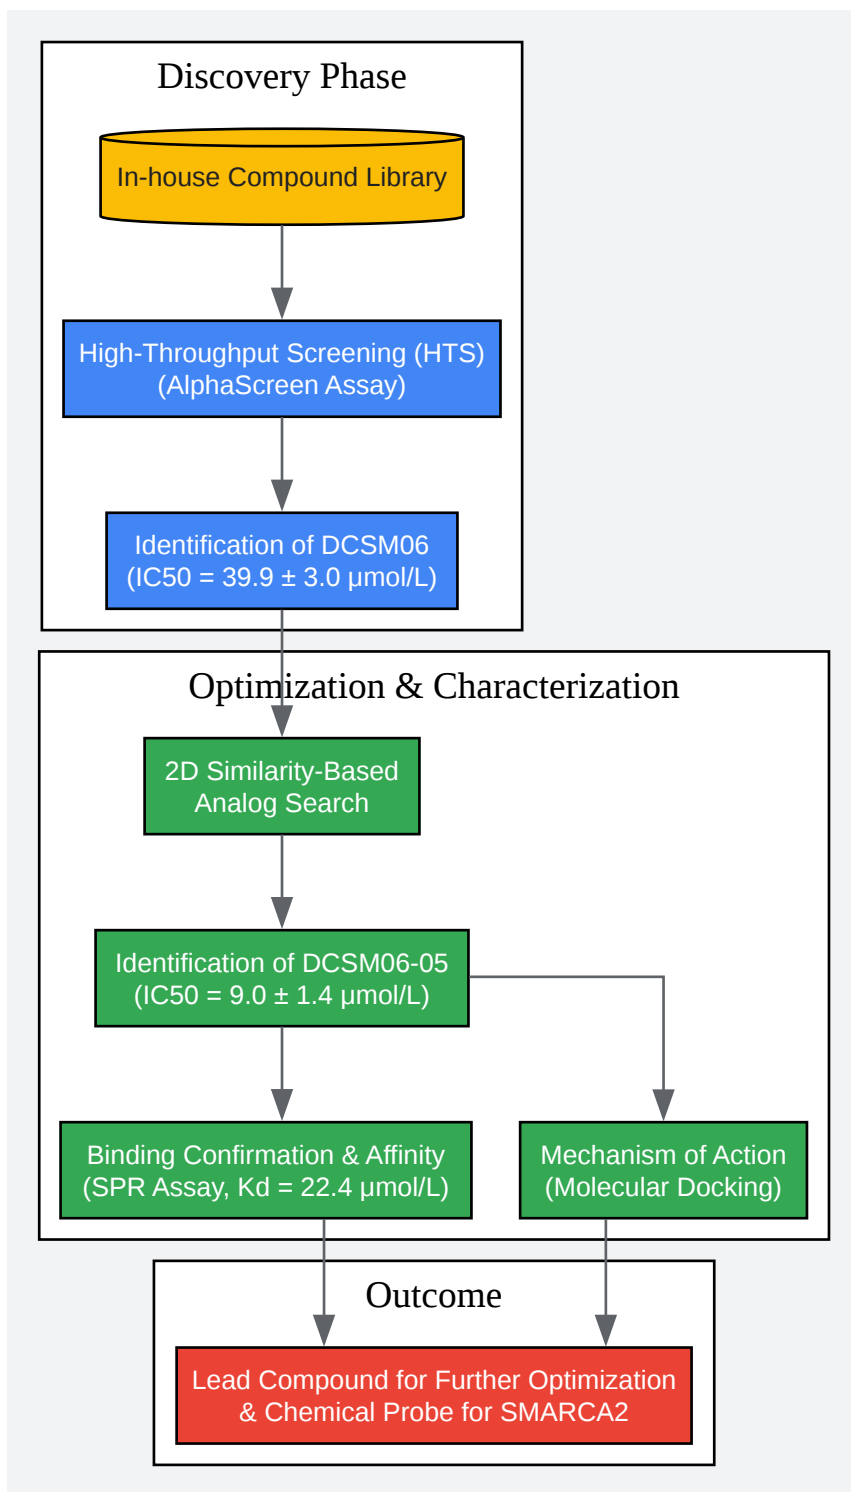 Discovery Phase
In-house Compound Library
High-Throughput Screening (HTS)
(AlphaScreen Assay)
Identification of DCSM06
(IC50 = 39.9 ± 3.0 μmol/L)
Optimization & Characterization
2D Similarity-Based
Analog Search
Identification of DCSM06-05
(IC50 = 9.0 ± 1.4 μmol/L)
Binding Confirmation & Affinity
(SPR Assay, Kd = 22.4 μmol/L)
Mechanism of Action
(Molecular Docking)
Outcome
Lead Compound for Further Optimization
& Chemical Probe for SMARCA2